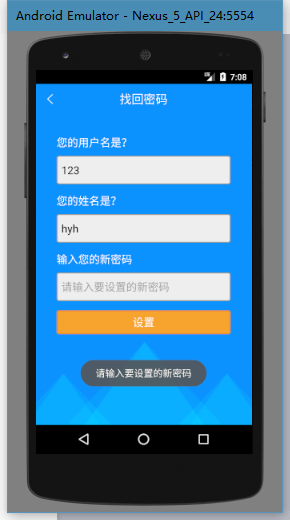 Android Emulator - Nexus_5_API_24:5554
7:08
找回密码
您的用户名是?
123
您的姓名是?
hyh
输入您的新密码
请输入要设置的新密码
设置
请输入要设置的新密码